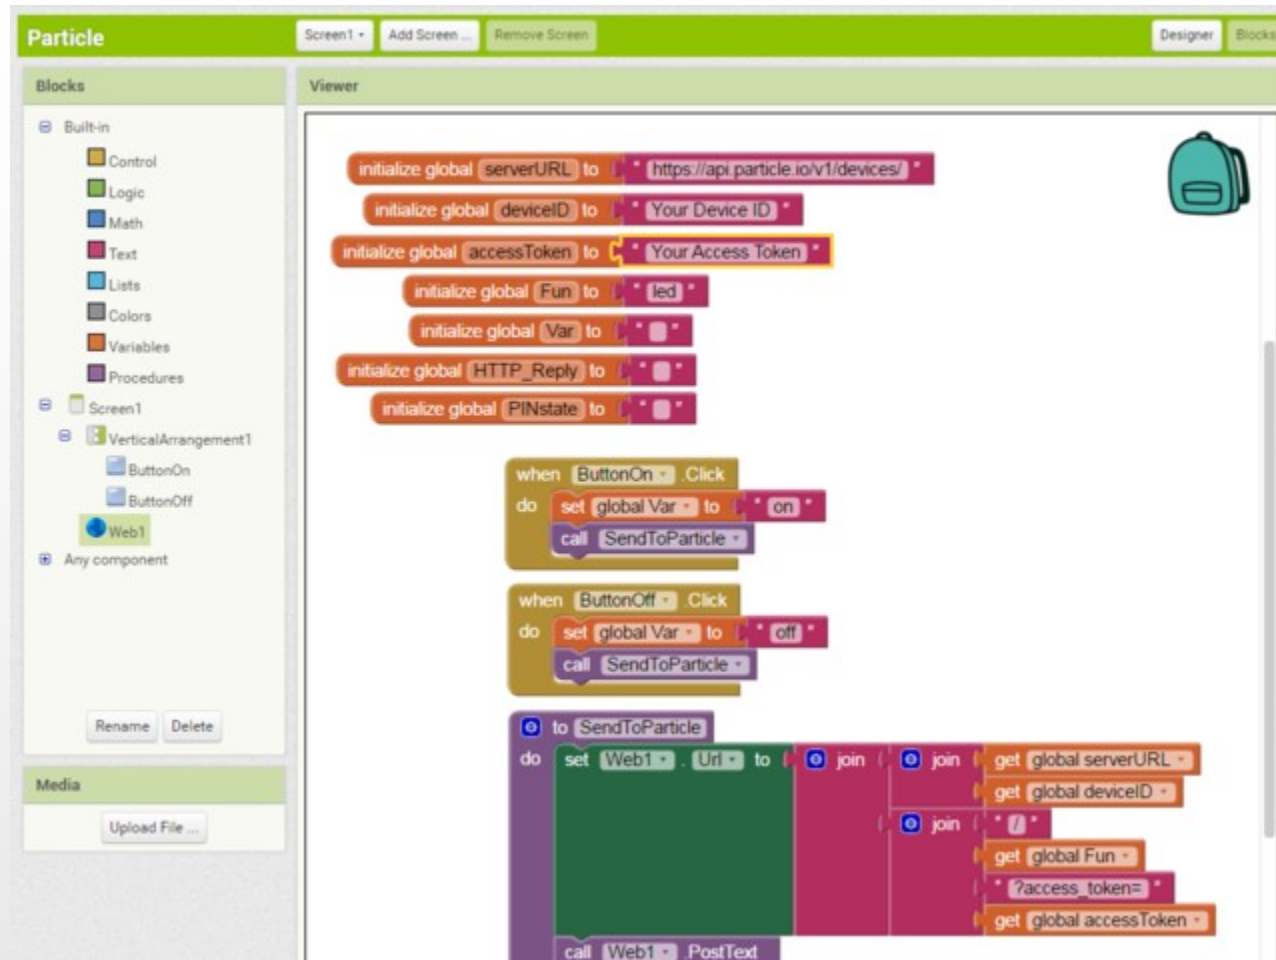 Particle
Screen1 Add Screen ... Remove Screen Designer Blocks
Blocks
Viewer
Built-in
Control
Logic
Math
Text
Lists
Colors
Variables
Procedures
Screen1
VerticalArrangement1
ButtonOn
ButtonOff
Web1
Any component
Rename Delete
Media
Upload File ...
initialize global serverURL to " https://api.particle.io/v1/devices/ "
initialize global deviceID to " Your Device ID "
initialize global accessToken to " Your Access Token "
initialize global Fun to " led "
initialize global Var to " "
initialize global HTTP_Reply to " "
initialize global PINstate to " "
when ButtonOn .Click
do set global Var to " on "
call SendToParticle
when ButtonOff .Click
do set global Var to " off "
call SendToParticle
to SendToParticle
do set Web1 . Url to join join get global serverURL
get global deviceID
join " / "
get global Fun
" ?access_token= "
get global accessToken
call Web1 .PostText